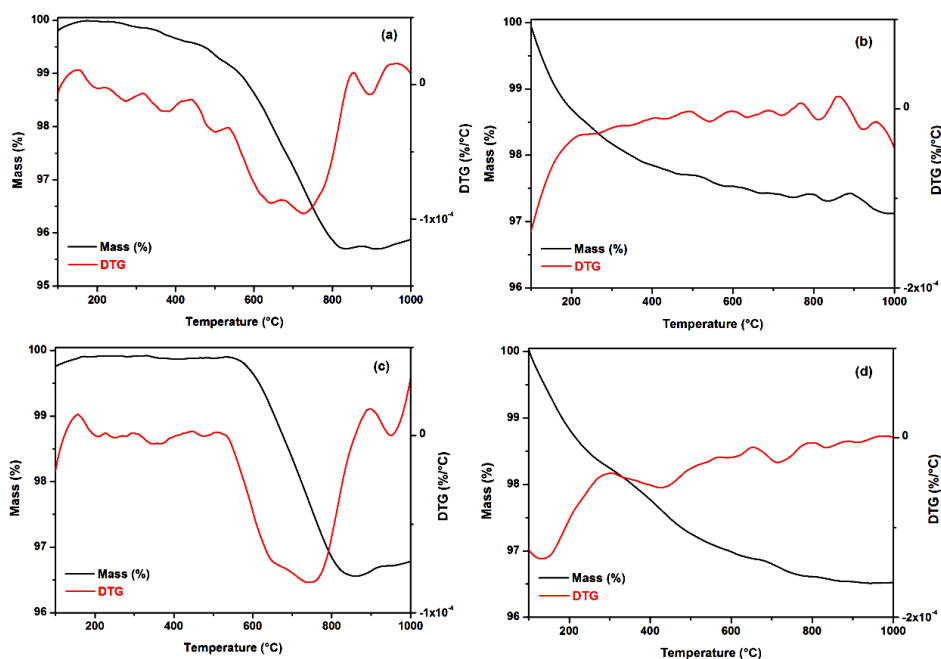 (a)
100
99
98
97
96
95
Mass (%)
0
-1x10⁻⁴
DTG (%/°C)
Mass (%)
DTG
200 400 600 800 1000
Temperature (°C)
(b)
100
99
98
97
96
Mass (%)
0
-2x10⁻⁴
DTG (%/°C)
Mass (%)
DTG
200 400 600 800 1000
Temperature (°C)
(c)
100
99
98
97
96
Mass (%)
0
-1x10⁻⁴
DTG (%/°C)
Mass (%)
DTG
200 400 600 800 1000
Temperature (°C)
(d)
100
99
98
97
96
Mass (%)
0
-2x10⁻⁴
DTG (%/°C)
Mass (%)
DTG
200 400 600 800 1000
Temperature (°C)